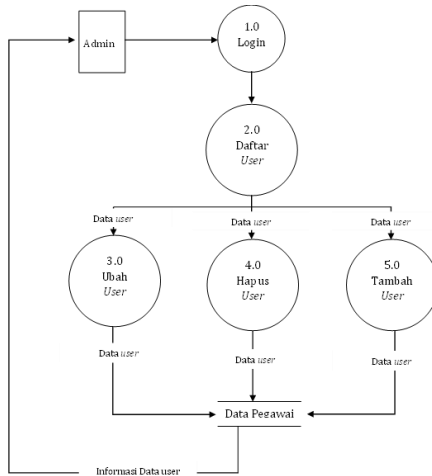 Admin
1.0
Login
2.0
Daftar
User
Data user
Data user
Data user
3.0
Ubah
User
4.0
Hapus
User
5.0
Tambah
User
Data user
Data user
Data user
Data Pegawai
Informasi Data user